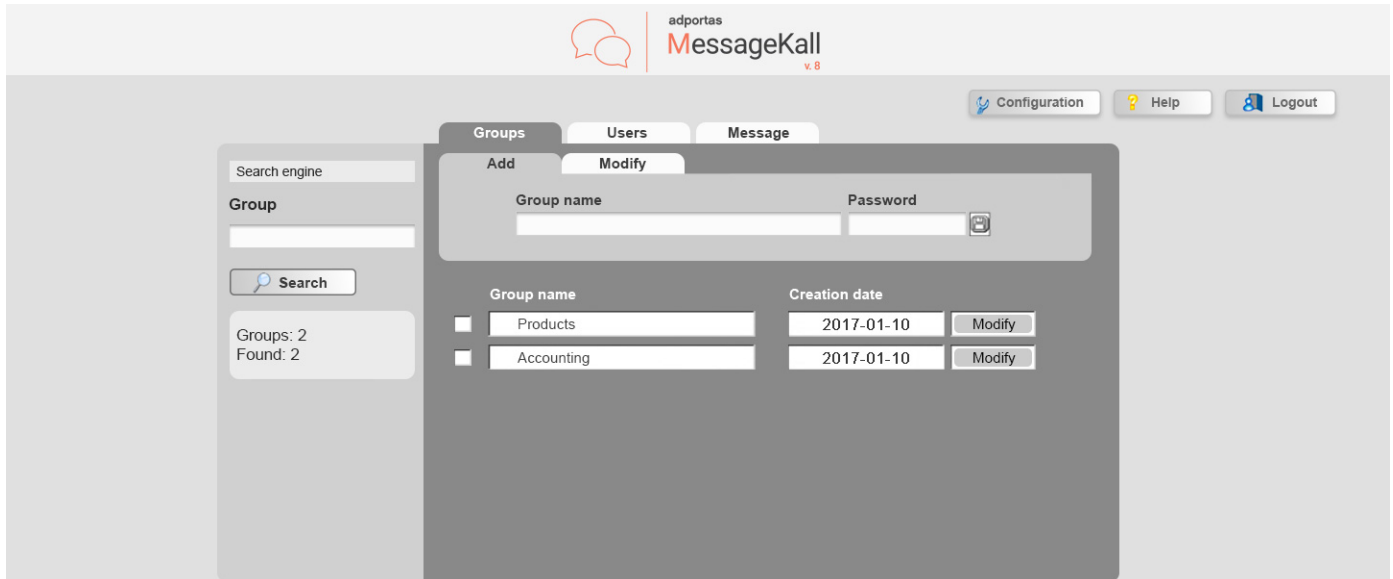 adportas
MessageKall
v. 8
Configuration
Help
Logout
Groups Users Message
Search engine
Group
Search
Groups: 2
Found: 2
Add Modify
Group name Password
Group name Creation date
Products 2017-01-10 Modify
Accounting 2017-01-10 Modify